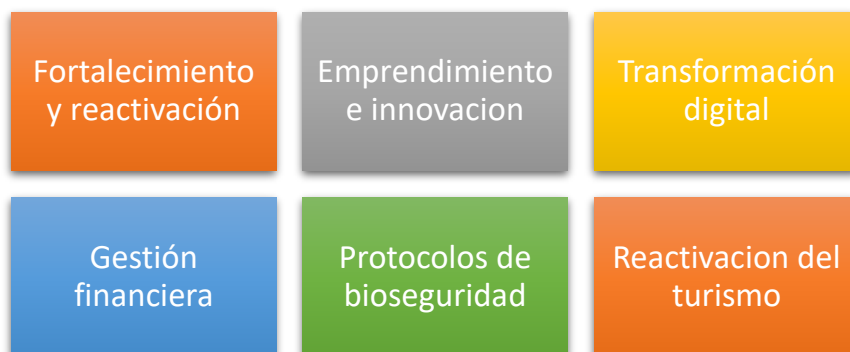 Fortalecimiento
y reactivación
Emprendimiento
e innovacion
Transformación
digital
Gestión
financiera
Protocolos de
bioseguridad
Reactivacion del
turismo